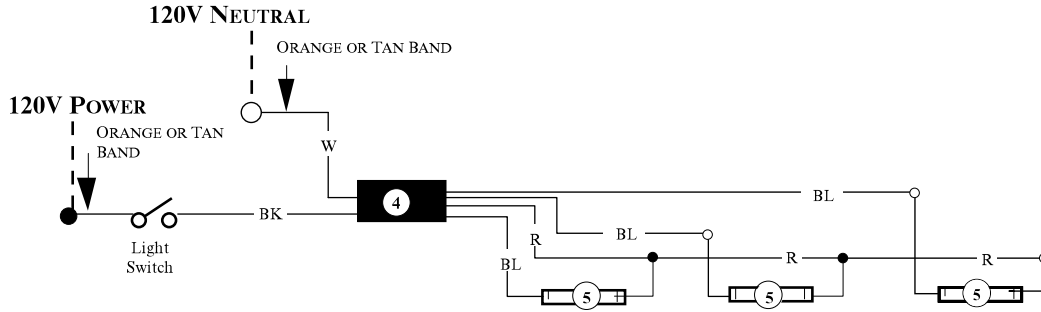 120V NEUTRAL
ORANGE OR TAN BAND
120V POWER
ORANGE OR TAN
BAND
W
4
BL
BK
BL
R
R
R
BL
Light
Switch
5
5
5